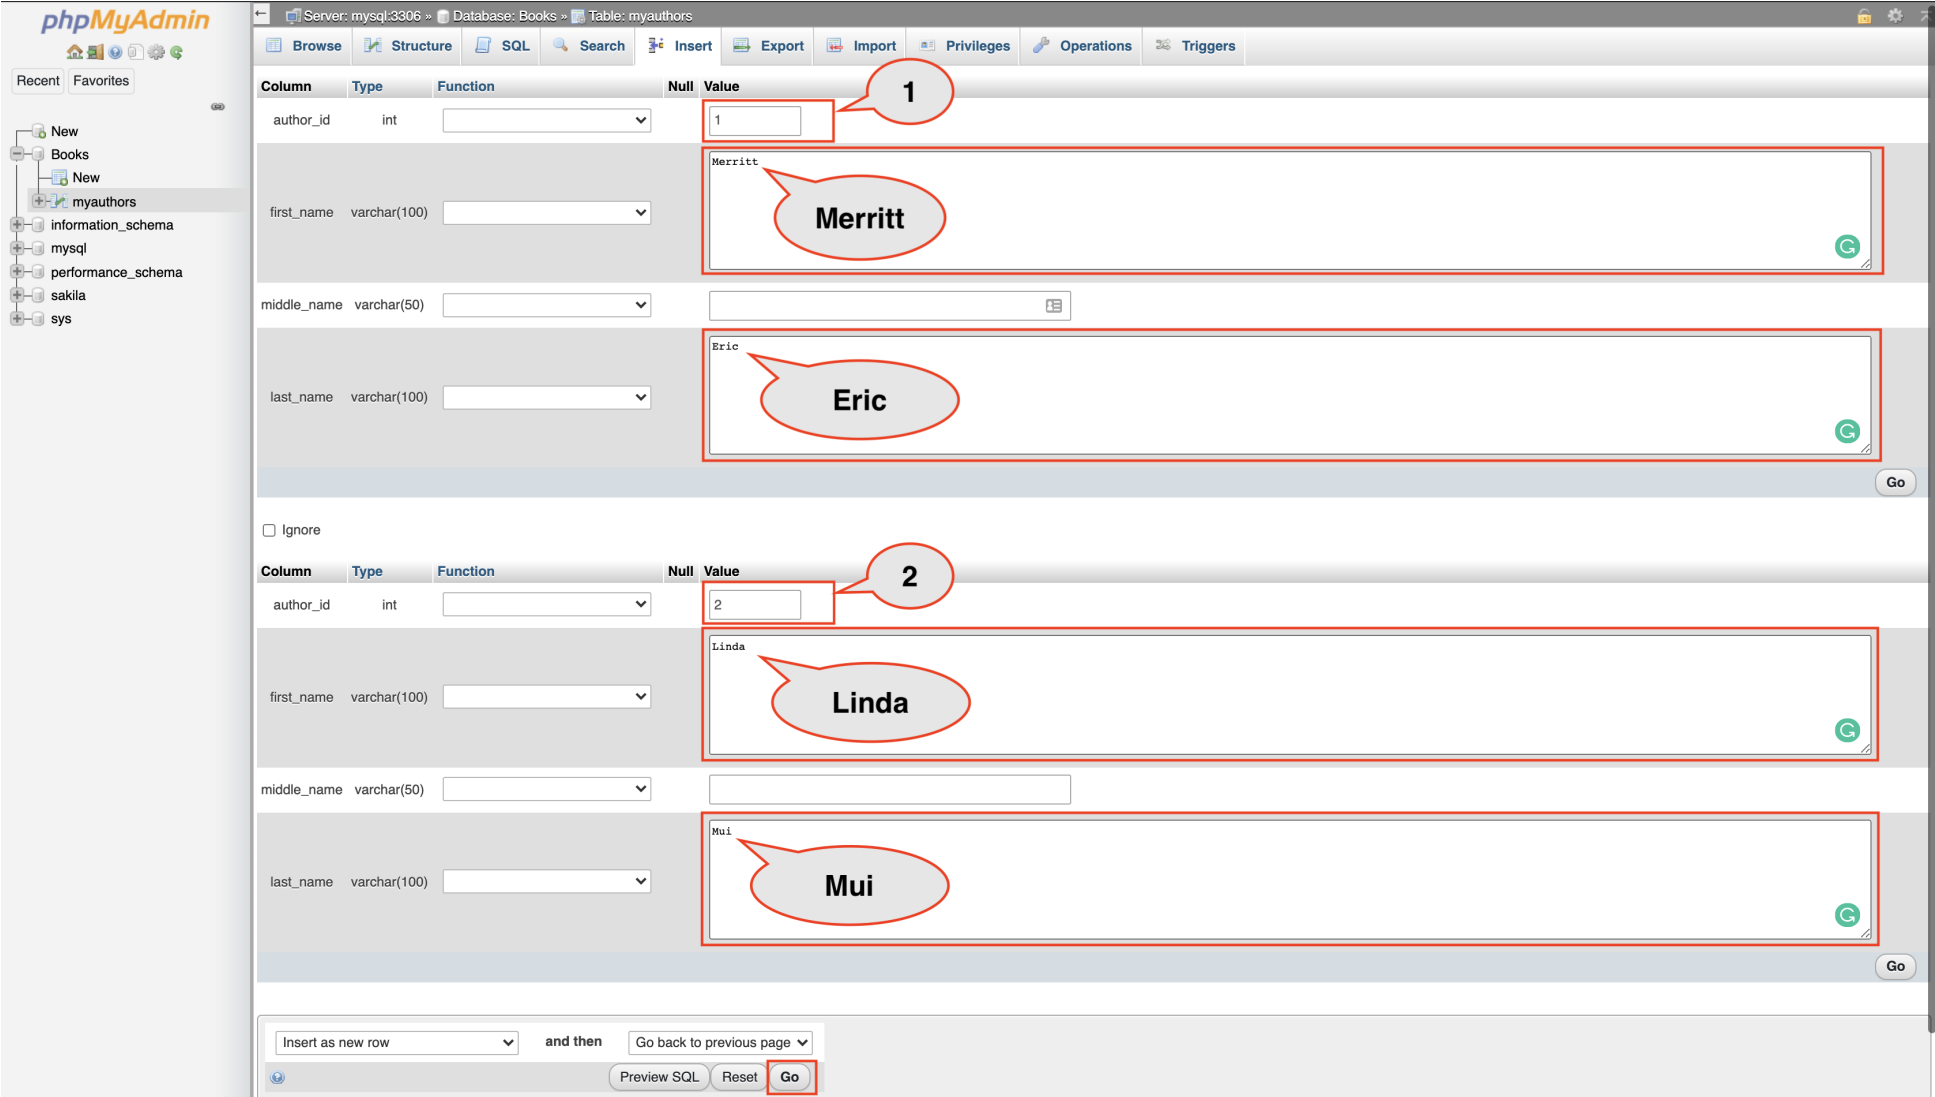 phpMyAdmin
Recent Favorites
New
Books
New
myauthors
information_schema
mysql
performance_schema
sakila
sys
Server: mysql:3306 » Database: Books » Table: myauthors
Browse Structure SQL Search Insert Export Import Privileges Operations Triggers
Column Type Function Null Value
author_id int 1
1
first_name varchar(100) Merritt
Merritt
middle_name varchar(50)
last_name varchar(100) Eric
Eric
Go
Ignore
Column Type Function Null Value
author_id int 2
2
first_name varchar(100) Linda
Linda
middle_name varchar(50)
last_name varchar(100) Mui
Mui
Go
Insert as new row and then Go back to previous page
Preview SQL Reset Go